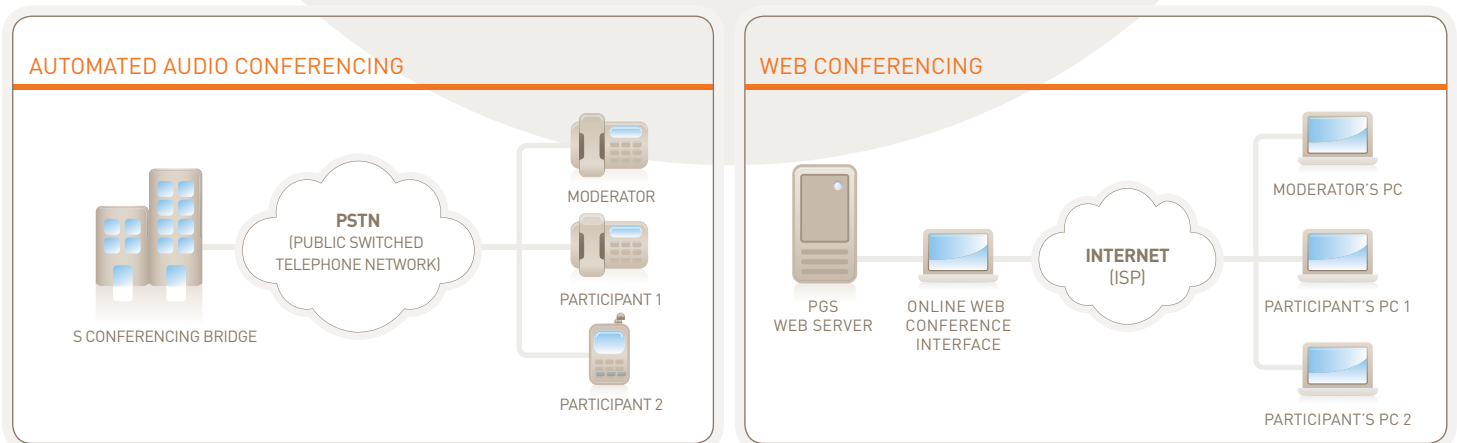 AUTOMATED AUDIO CONFERENCING
PSTN
(PUBLIC SWITCHED
TELEPHONE NETWORK)
S CONFERENCING BRIDGE
MODERATOR
PARTICIPANT 1
PARTICIPANT 2
WEB CONFERENCING
PGS
WEB SERVER
ONLINE WEB
CONFERENCE
INTERFACE
INTERNET
(ISP)
MODERATOR'S PC
PARTICIPANT'S PC 1
PARTICIPANT'S PC 2